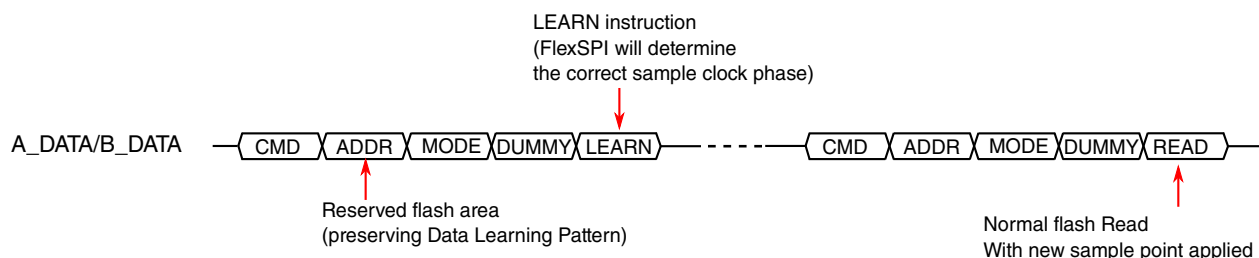 LEARN instruction
(FlexSPI will determine
the correct sample clock phase)
A_DATA/B_DATA CMD ADDR MODE DUMMY LEARN CMD ADDR MODE DUMMY READ
Reserved flash area
(preserving Data Learning Pattern)
Normal flash Read
With new sample point applied